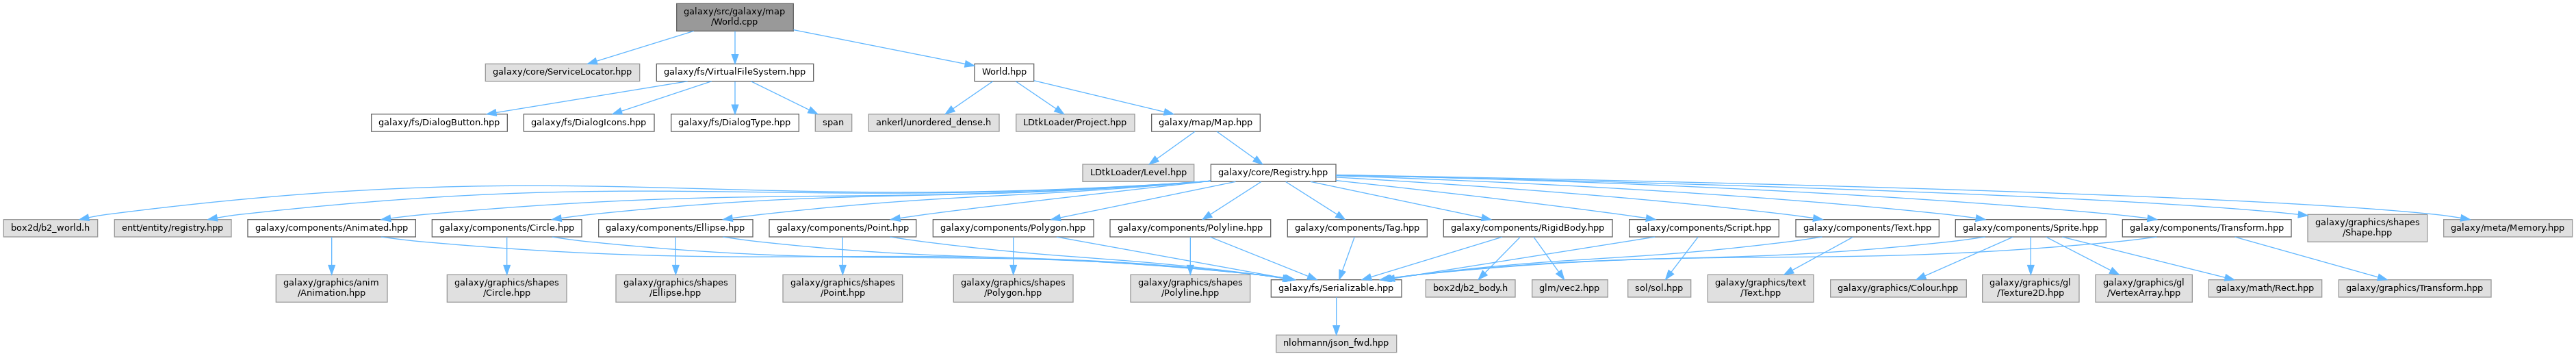 galaxy/src/galaxy/map
/World.cpp
galaxy/core/ServiceLocator.hpp
galaxy/fs/VirtualFileSystem.hpp
World.hpp
galaxy/fs/DialogButton.hpp
galaxy/fs/DialogIcons.hpp
galaxy/fs/DialogType.hpp
span
ankerl/unordered_dense.h
LDtkLoader/Project.hpp
galaxy/map/Map.hpp
LDtkLoader/Level.hpp
galaxy/core/Registry.hpp
box2d/b2_world.h
entt/entity/registry.hpp
galaxy/components/Animated.hpp
galaxy/components/Circle.hpp
galaxy/components/Ellipse.hpp
galaxy/components/Point.hpp
galaxy/components/Polygon.hpp
galaxy/components/Polyline.hpp
galaxy/components/Tag.hpp
galaxy/components/RigidBody.hpp
galaxy/components/Script.hpp
galaxy/components/Text.hpp
galaxy/components/Sprite.hpp
galaxy/components/Transform.hpp
galaxy/graphics/shapes
/Shape.hpp
galaxy/meta/Memory.hpp
galaxy/graphics/anim
/Animation.hpp
galaxy/graphics/shapes
/Circle.hpp
galaxy/graphics/shapes
/Ellipse.hpp
galaxy/graphics/shapes
/Point.hpp
galaxy/graphics/shapes
/Polygon.hpp
galaxy/graphics/shapes
/Polyline.hpp
galaxy/fs/Serializable.hpp
box2d/b2_body.h
glm/vec2.hpp
sol/sol.hpp
galaxy/graphics/text
/Text.hpp
galaxy/graphics/Colour.hpp
galaxy/graphics/gl
/Texture2D.hpp
galaxy/graphics/gl
/VertexArray.hpp
galaxy/math/Rect.hpp
galaxy/graphics/Transform.hpp
nlohmann/json_fwd.hpp